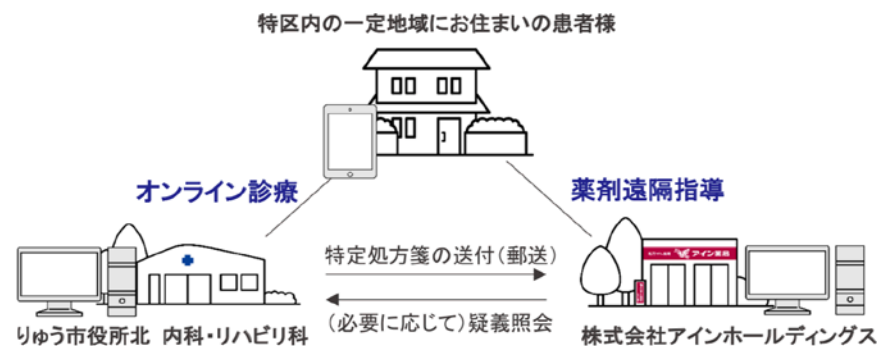 特区内の一定地域にお住まいの患者様
オンライン診療
薬剤遠隔指導
特定処方箋の送付(郵送)
アイン薬局
(必要に応じて)疑義照会
りゅう市役所北 内科・リハビリ科
株式会社アインホールディングス